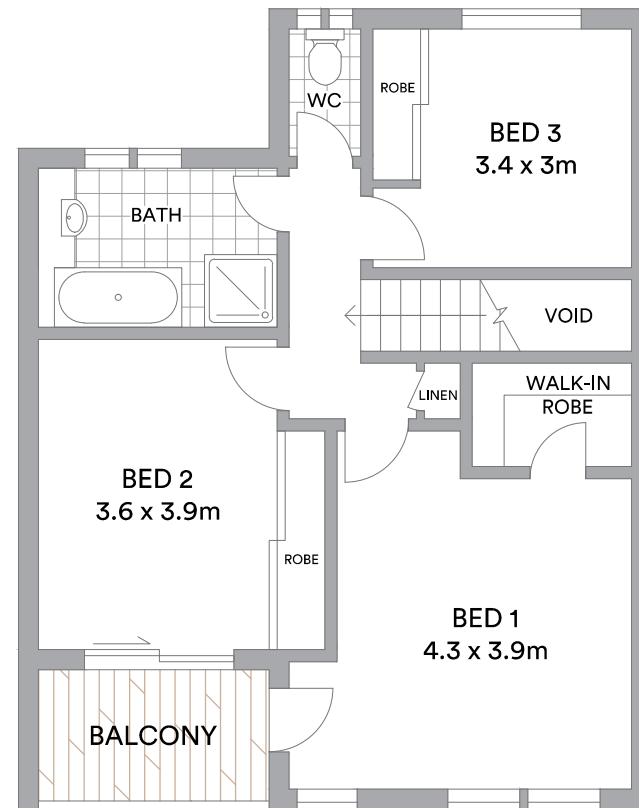 WC
ROBE
BED 3
3.4 x 3m
BATH
VOID
LINEN
WALK-IN
ROBE
BED 2
3.6 x 3.9m
ROBE
BED 1
4.3 x 3.9m
BALCONY